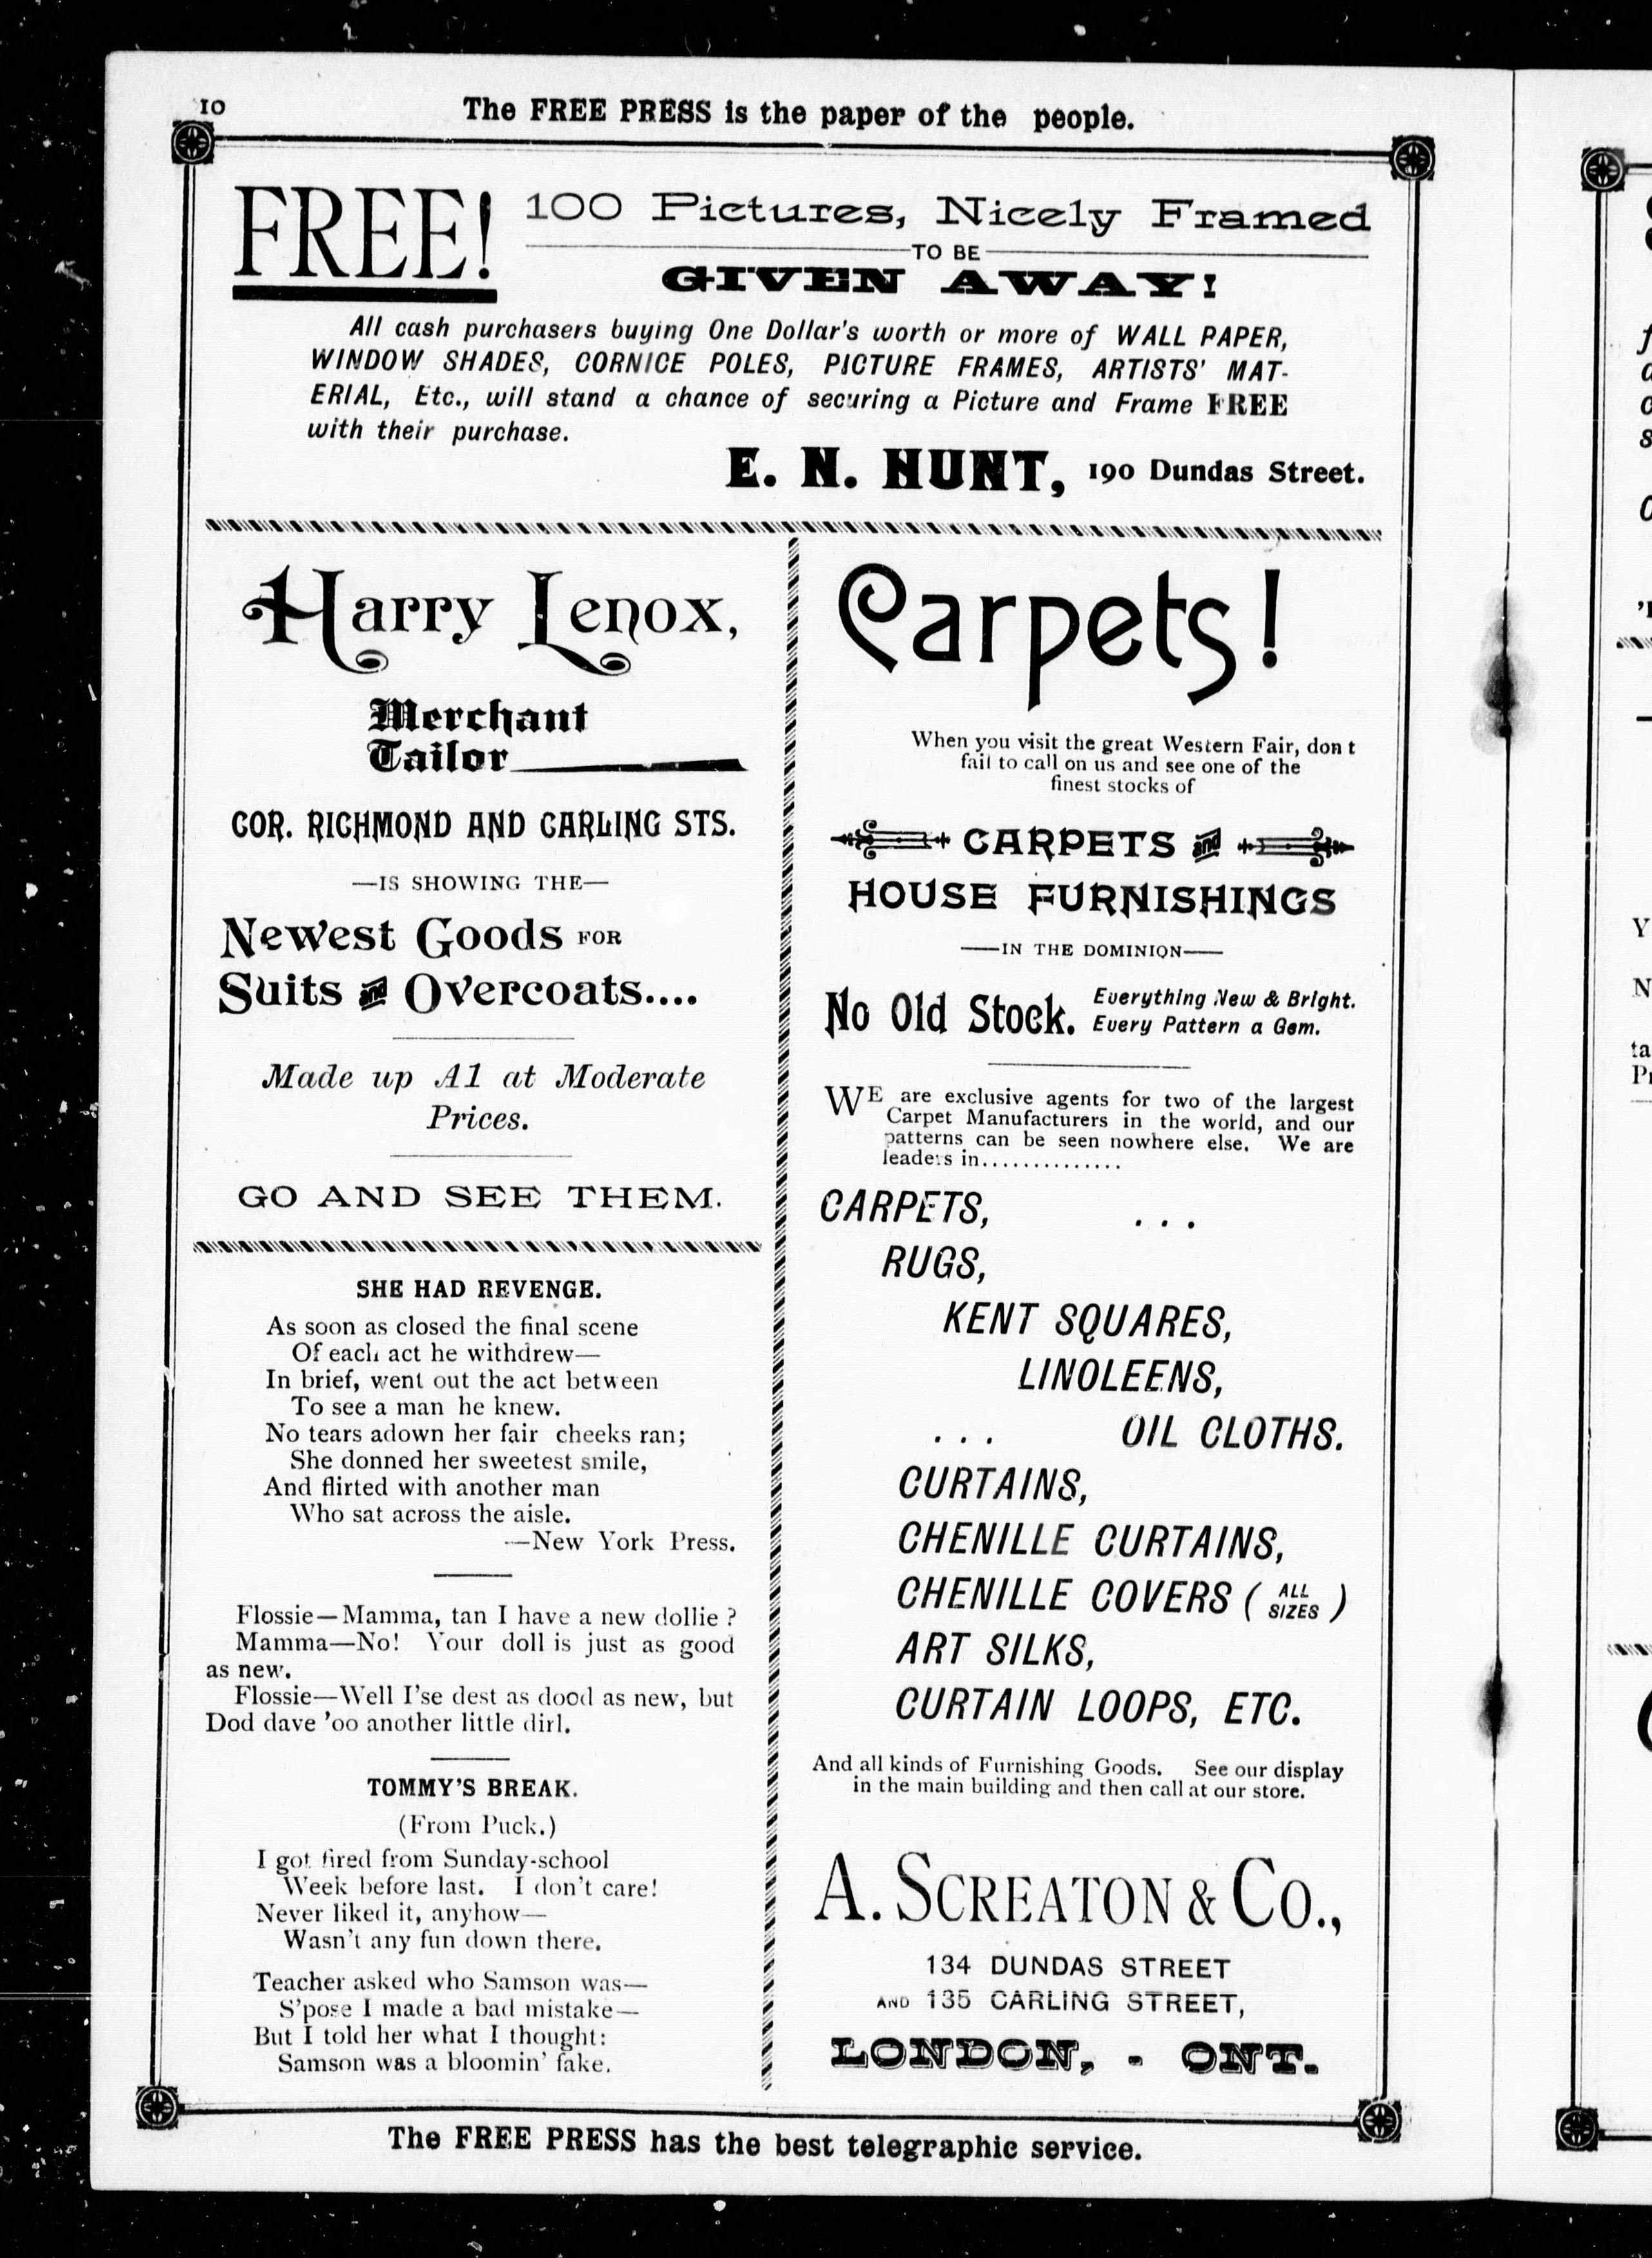 10
The FREE PRESS is the paper of the people.
FREE!
100 Pictures, Nicely Framed
TO BE
GIVEN AWAY!
All cash purchasers buying One Dollar's worth or more of WALL PAPER,
WINDOW SHADES, CORNICE POLES, PICTURE FRAMES, ARTISTS' MAT-
ERIAL, Etc., will stand a chance of securing a Picture and Frame FREE
with their purchase.
E. N. HUNT, 190 Dundas Street.
Harry Lenox,
Merchant
Tailor
COR. RICHMOND AND CARLING STS.
—IS SHOWING THE—
Newest Goods FOR
Suits and Overcoats....
Made up A1 at Moderate
Prices.
GO AND SEE THEM.
SHE HAD REVENGE.
As soon as closed the final scene
Of each act he withdrew—
In brief, went out the act between
To see a man he knew.
No tears adown her fair cheeks ran;
She donned her sweetest smile,
And flirted with another man
Who sat across the aisle.
—New York Press.
Flossie—Mamma, tan I have a new dollie ?
Mamma—No! Your doll is just as good
as new.
Flossie—Well I'se dest as dood as new, but
Dod dave 'oo another little dirl.
TOMMY'S BREAK.
(From Puck.)
I got fired from Sunday-school
Week before last. I don't care!
Never liked it, anyhow—
Wasn't any fun down there.
Teacher asked who Samson was—
S'pose I made a bad mistake—
But I told her what I thought:
Samson was a bloomin' fake.
Carpets!
When you visit the great Western Fair, don t
fail to call on us and see one of the
finest stocks of
CARPETS and
HOUSE FURNISHINGS
—IN THE DOMINION—
No Old Stock. Everything New & Bright.
Every Pattern a Gem.
WE are exclusive agents for two of the largest
Carpet Manufacturers in the world, and our
patterns can be seen nowhere else. We are
leaders in..............
CARPETS, ...
RUGS,
KENT SQUARES,
LINOLEENS,
... OIL CLOTHS.
CURTAINS,
CHENILLE CURTAINS,
CHENILLE COVERS ( ALL SIZES )
ART SILKS,
CURTAIN LOOPS, ETC.
And all kinds of Furnishing Goods. See our display
in the main building and then call at our store.
A. SCREATON & CO.,
134 DUNDAS STREET
AND 135 CARLING STREET,
LONDON, - ONT.
The FREE PRESS has the best telegraphic service.